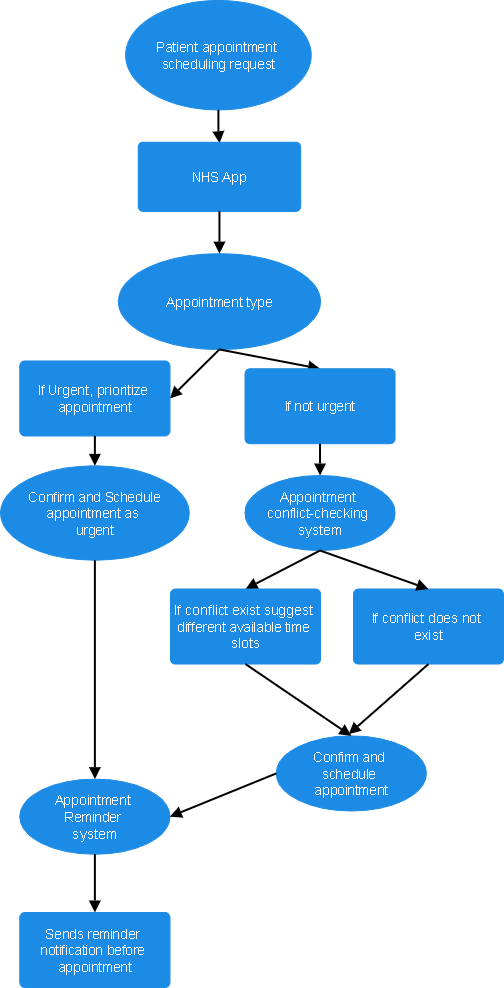 Patient appointment
scheduling request
NHS App
Appointment type
If Urgent, prioritize
appointment
If not urgent
Confirm and Schedule
appointment as
urgent
Appointment
conflict-checking
system
If conflict exist suggest
different available time
slots
If conflict does not
exist
Confirm and
schedule
appointment
Appointment
Reminder
system
Sends reminder
notification before
appointment